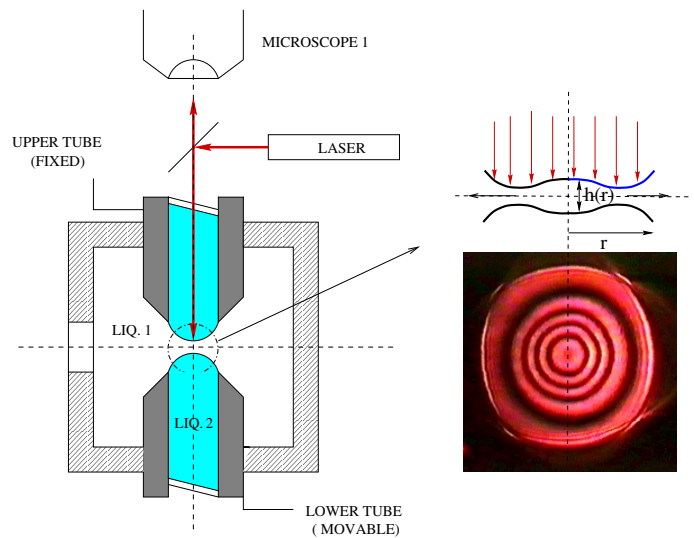 MICROSCOPE 1
UPPER TUBE
(FIXED)
LASER
h(r)
r
LIQ. 1
LIQ. 2
LOWER TUBE
( MOVABLE)